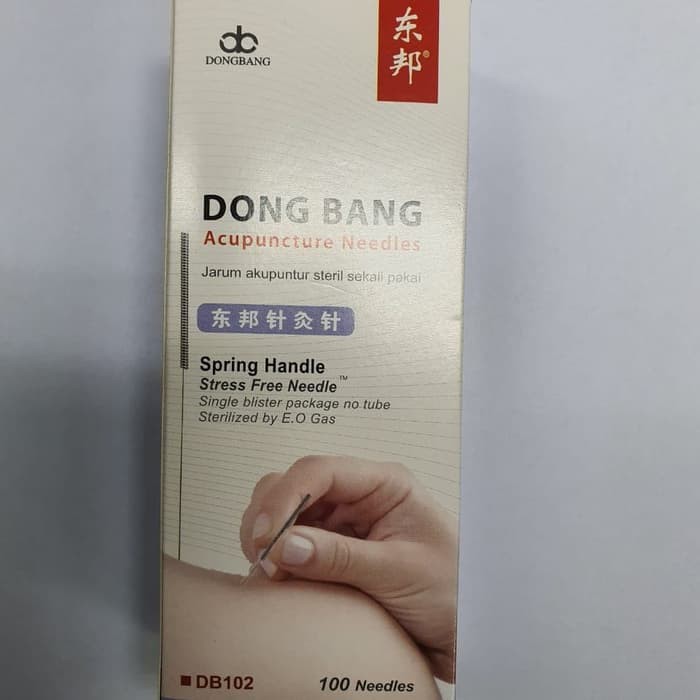 DONGBANG
东邦®
DONG BANG
Acupuncture Needles
Jarum akupuntur steril sekali pakai
东邦针灸针
Spring Handle
Stress Free Needle™
Single blister package no tube
Sterilized by E.O Gas
DB102
100 Needles